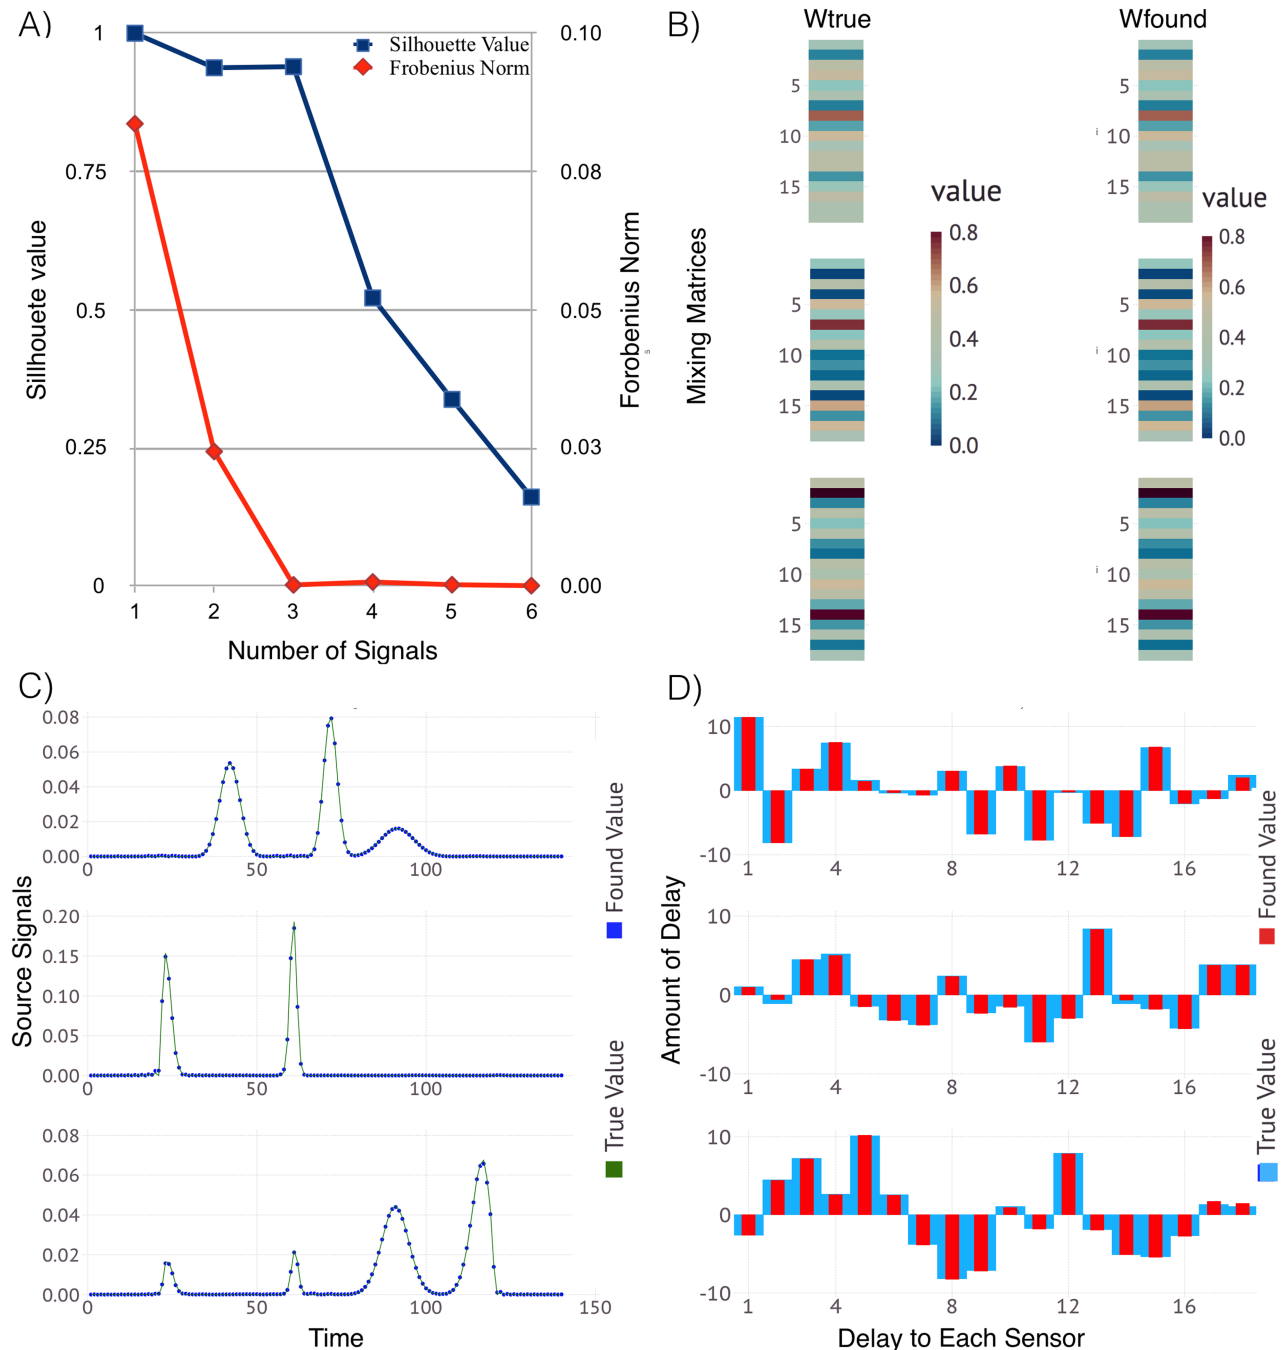 A)
1
0.75
0.5
0.25
0
Sillhouete value
Silhouette Value
Frobenius Norm
0.10
0.08
0.05
0.03
0.00
Forobenius Norm
1 2 3 4 5 6
Number of Signals
B)
Wtrue Wfound
Mixing Matrices
5
10
15
5
10
15
5
10
15
value
0.8
0.6
0.4
0.2
0.0
5
10
15
5
10
15
5
10
15
value
0.8
0.6
0.4
0.2
0.0
C)
Source Signals
0.08
0.06
0.04
0.02
0.00
0 50 100
0.20
0.15
0.10
0.05
0.00
0 50 100
0.08
0.06
0.04
0.02
0.00
0 50 100 150
Time
Found Value
True Value
D)
Amount of Delay
10
0
-10
1 4 8 12 16
10
0
-10
1 4 8 12 16
10
0
-10
1 4 8 12 16
Delay to Each Sensor
Found Value
True Value